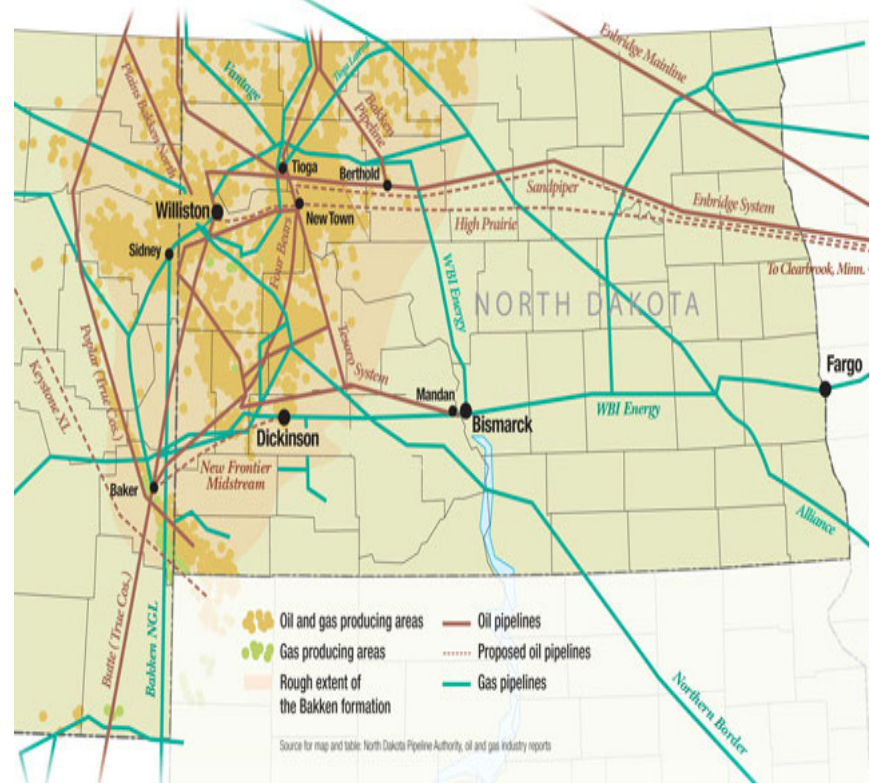 Enbridge Mainline
Vantage
Tioga Lateral
Plains Bakken North
Bakken
Pipeline
Tioga
Berthold
Williston
New Town
Sandpiper
Enbridge System
High Prairie
Sidney
Four Bears
To Clearbrook, Minn.
WBI Energy
NORTH DAKOTA
Poplar (True Cos.)
Keystone XL
Tesoro System
Fargo
Mandan
Bismarck
WBI Energy
Dickinson
New Frontier
Midstream
Baker
Alliance
Butte (True Cos.)
Bakken NGL
Northern Border
Oil and gas producing areas
Gas producing areas
Rough extent of
the Bakken formation
Oil pipelines
Proposed oil pipelines
Gas pipelines
Source for map and table: North Dakota Pipeline Authority, oil and gas industry reports